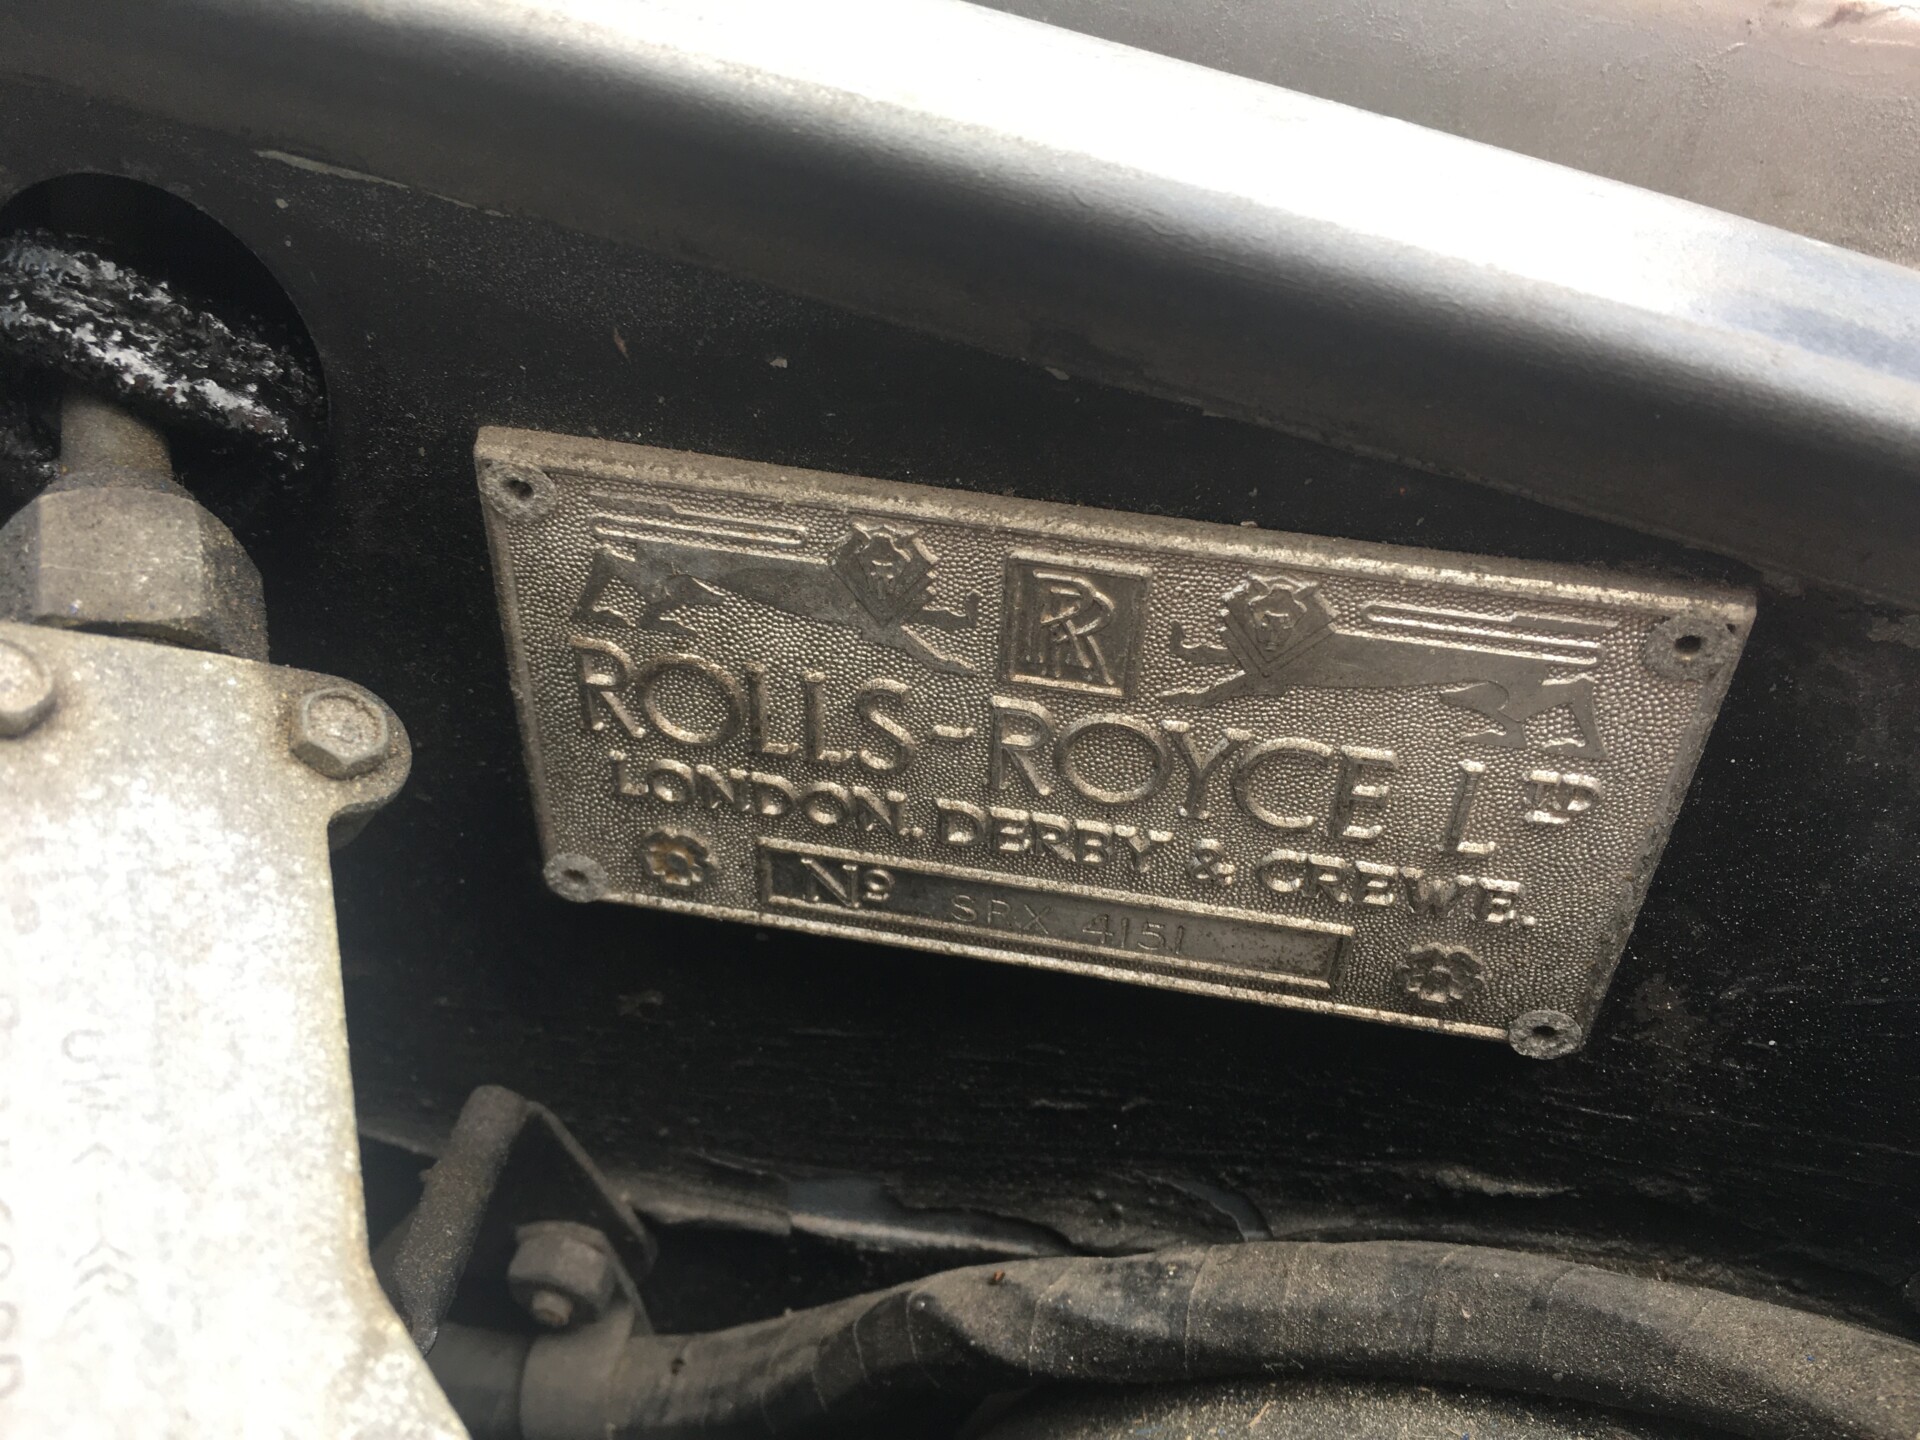 RR
ROLLS-ROYCE LTD
LONDON. DERBY & CREWE.
No SRX 4151